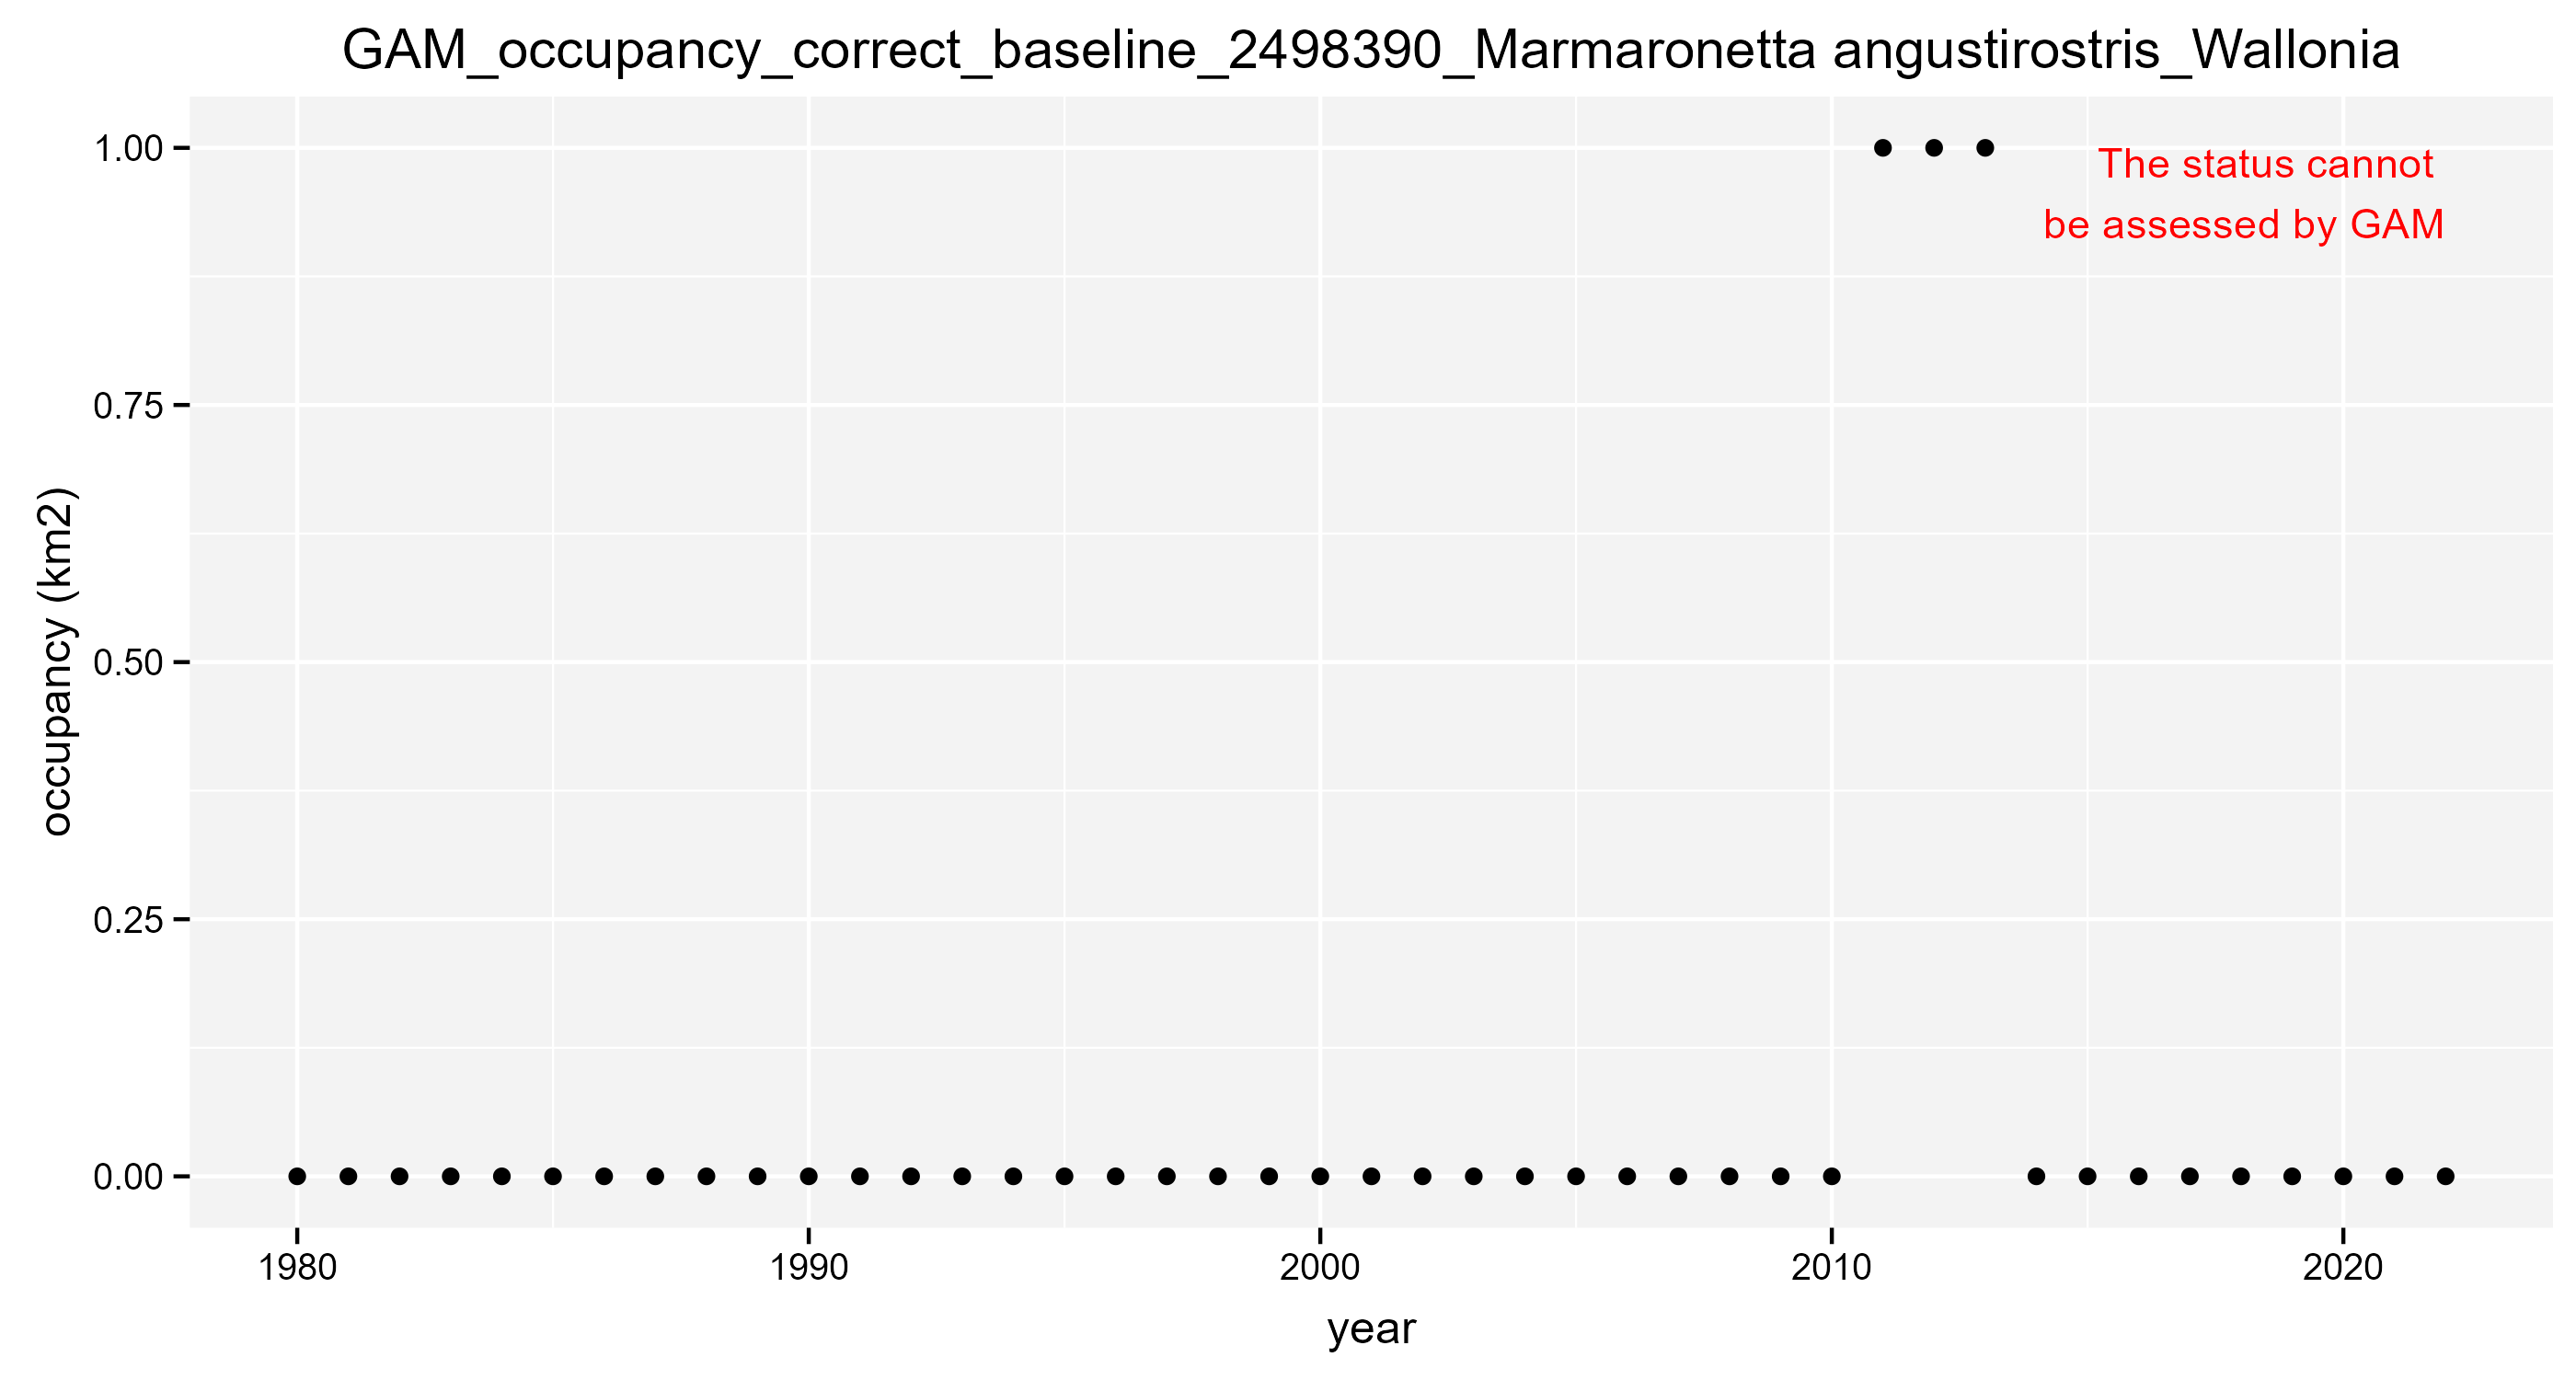 GAM_occupancy_correct_baseline_2498390_Marmaronetta angustirostris_Wallonia
The status cannot
be assessed by GAM
occupancy (km2)
1.00
0.75
0.50
0.25
0.00
1980
1990
2000
2010
2020
year